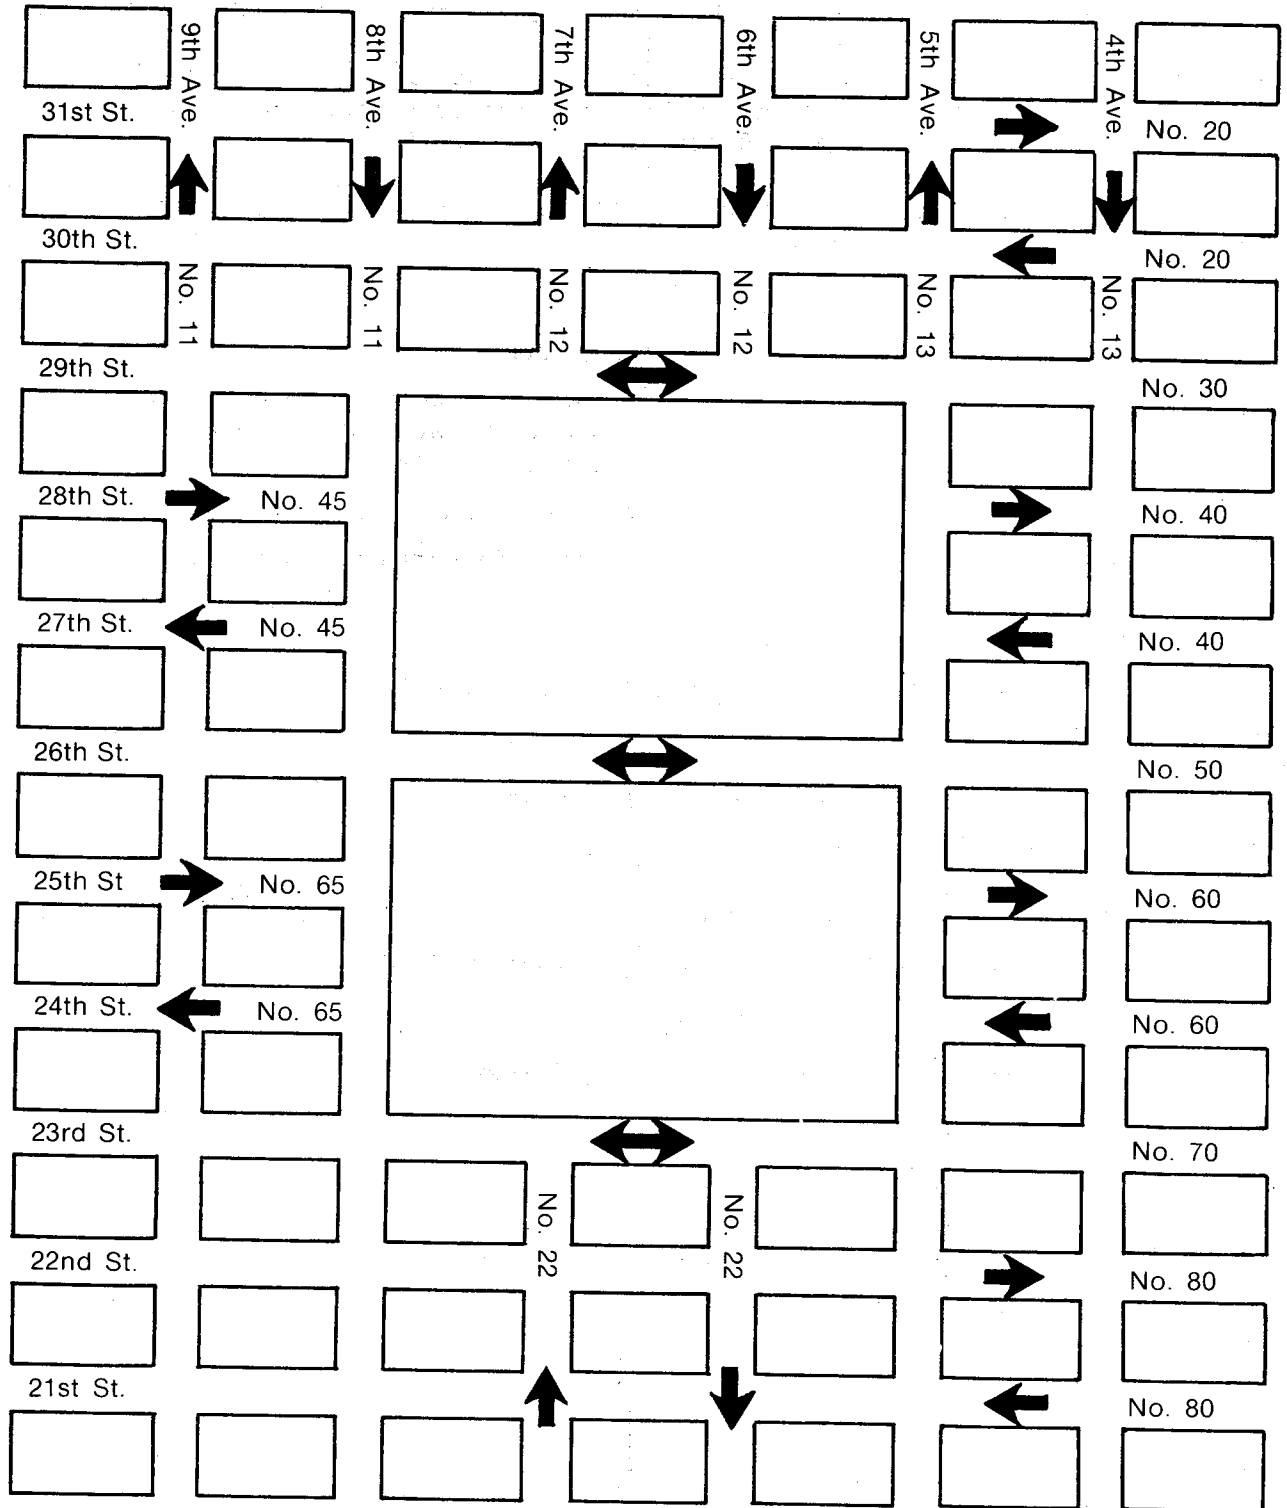 9th Ave.
8th Ave.
7th Ave.
6th Ave.
5th Ave.
4th Ave.
31st St.
No. 20
30th St.
No. 20
No. 11
No. 11
No. 12
No. 12
No. 13
No. 13
29th St.
No. 30
28th St.
No. 45
No. 40
27th St.
No. 45
No. 40
26th St.
No. 50
25th St
No. 65
No. 60
24th St.
No. 65
No. 60
23rd St.
No. 70
No. 22
No. 22
22nd St.
No. 80
21st St.
No. 80